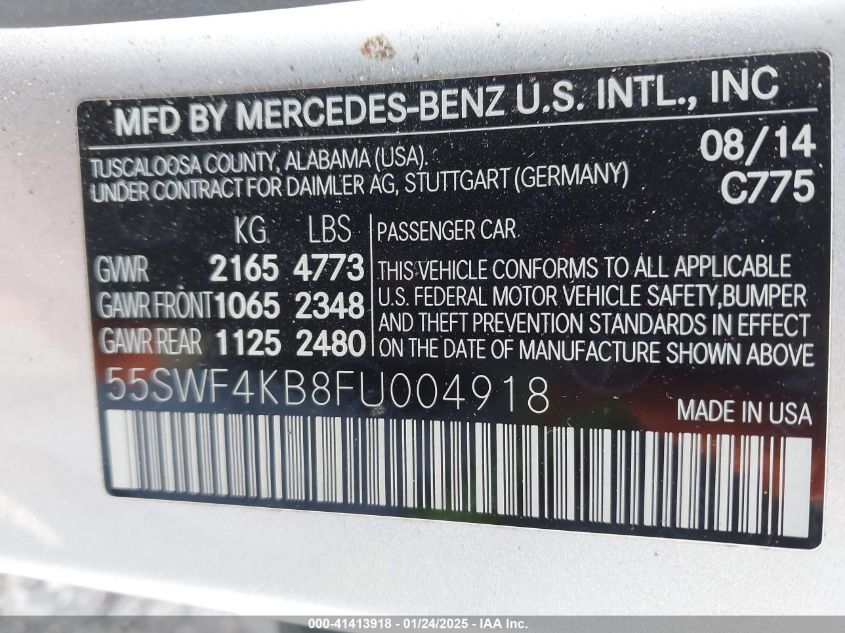 MFD BY MERCEDES-BENZ U.S. INTL., INC
TUSCALOOSA COUNTY, ALABAMA (USA). 08/14
UNDER CONTRACT FOR DAIMLER AG, STUTTGART (GERMANY) C775
KG LBS PASSENGER CAR
GVWR 2165 4773 THIS VEHICLE CONFORMS TO ALL APPLICABLE
GAWR FRONT 1065 2348 U.S. FEDERAL MOTOR VEHICLE SAFETY,BUMPER
AND THEFT PREVENTION STANDARDS IN EFFECT
GAWR REAR 1125 2480 ON THE DATE OF MANUFACTURE SHOWN ABOVE
55SWF4KB8FU004918 MADE IN USA
000-41413918 - 01/24/2025 - IAA Inc.